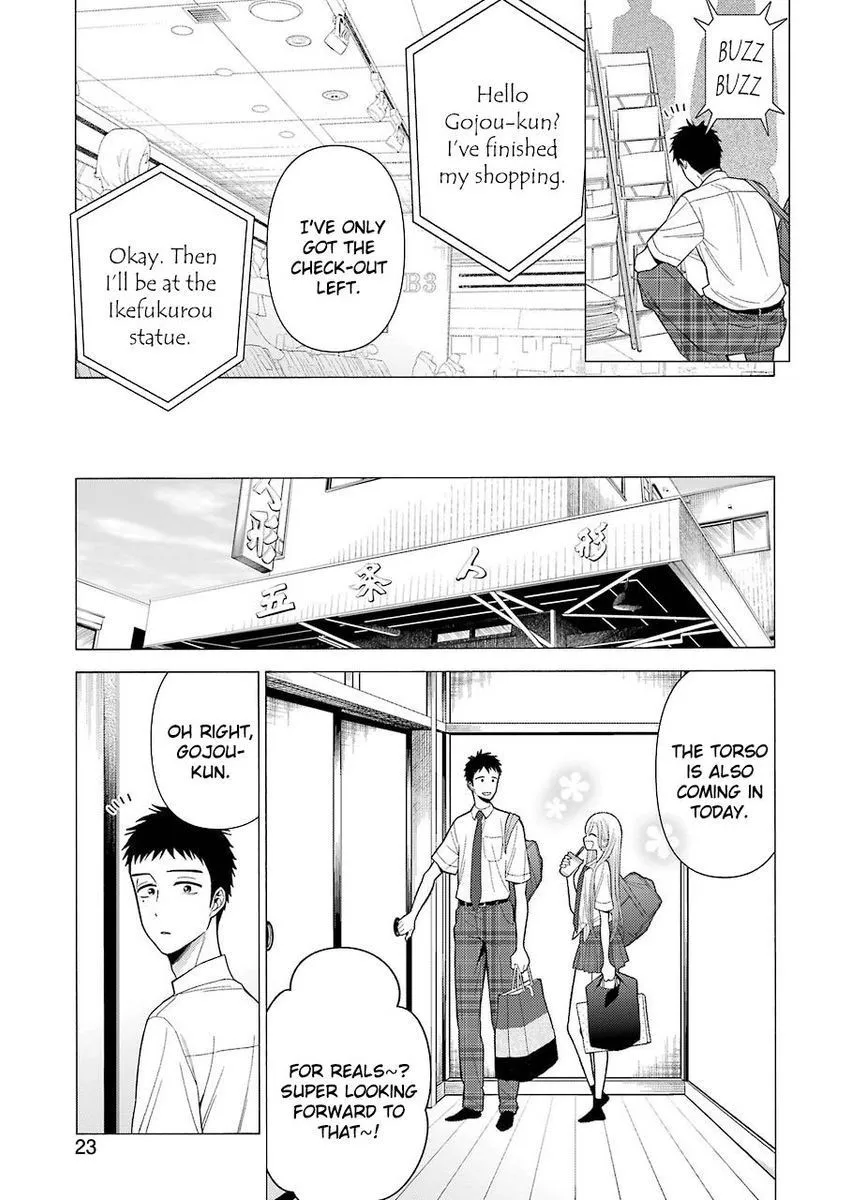 BUZZ
BUZZ
Hello
Gojou-kun?
I've finished
my shopping.
I'VE ONLY
GOT THE
CHECK-OUT
LEFT.
B3
Okay. Then
I'll be at the
Ikefukurou
statue.
人形
五条人形
THE TORSO
IS ALSO
COMING IN
TODAY.
FOR REALS~?
SUPER LOOKING
FORWARD TO
THAT~!
OH RIGHT,
GOJOU-
KUN.
23